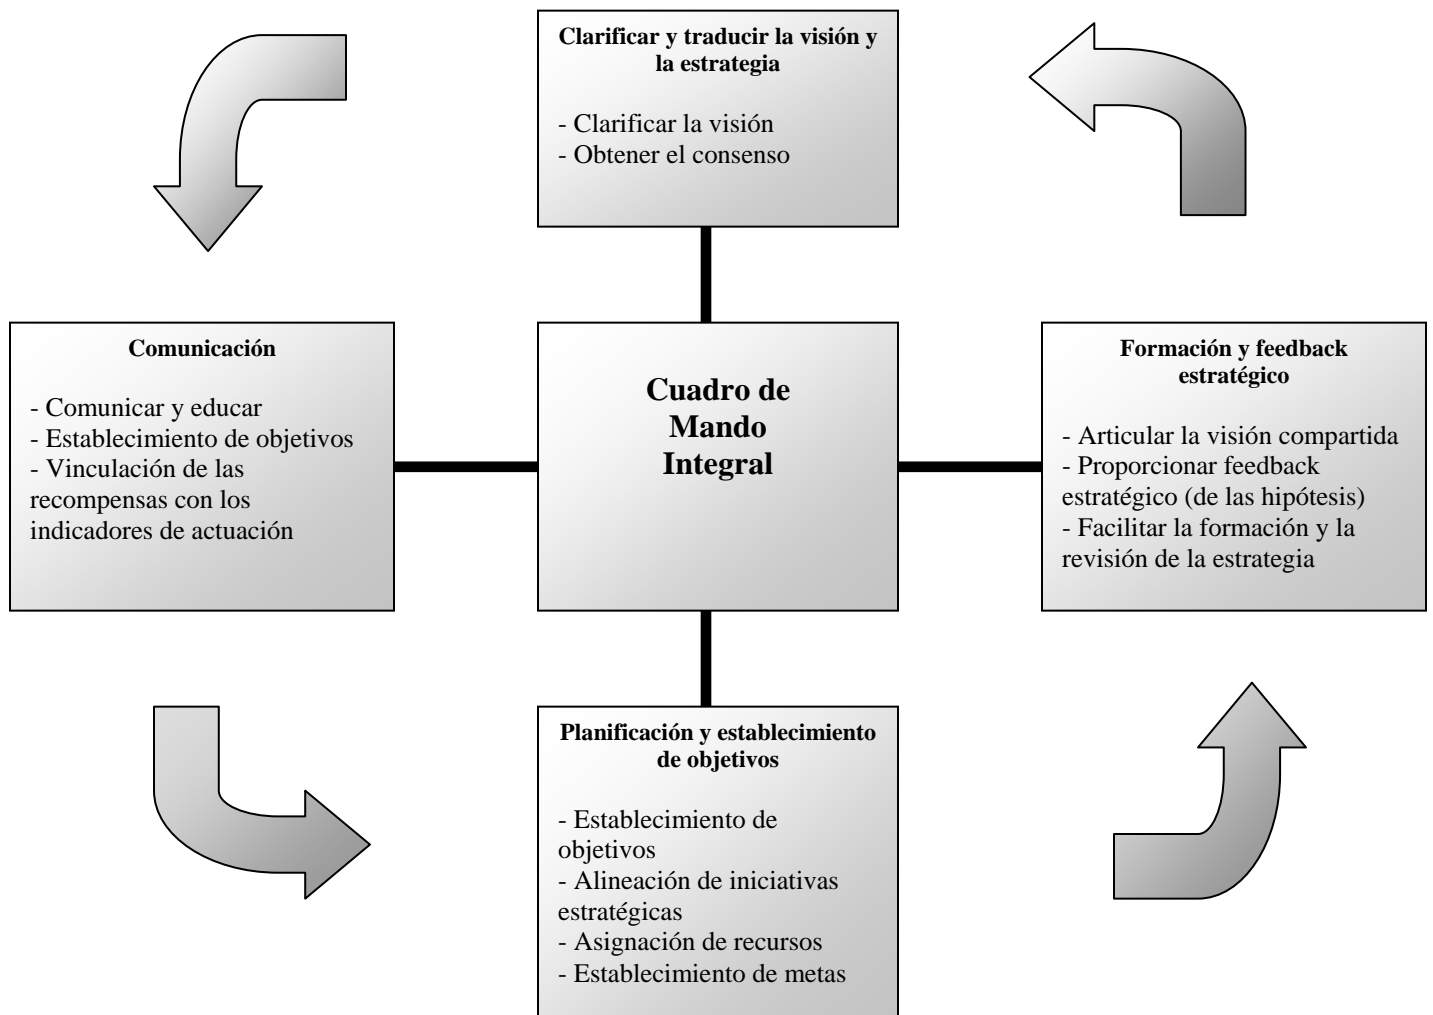 Clarificar y traducir la visión y
la estrategia
- Clarificar la visión
- Obtener el consenso
Comunicación
- Comunicar y educar
- Establecimiento de objetivos
- Vinculación de las
recompensas con los
indicadores de actuación
Cuadro de
Mando
Integral
Formación y feedback
estratégico
- Articular la visión compartida
- Proporcionar feedback
estratégico (de las hipótesis)
- Facilitar la formación y la
revisión de la estrategia
Planificación y establecimiento
de objetivos
- Establecimiento de
objetivos
- Alineación de iniciativas
estratégicas
- Asignación de recursos
- Establecimiento de metas